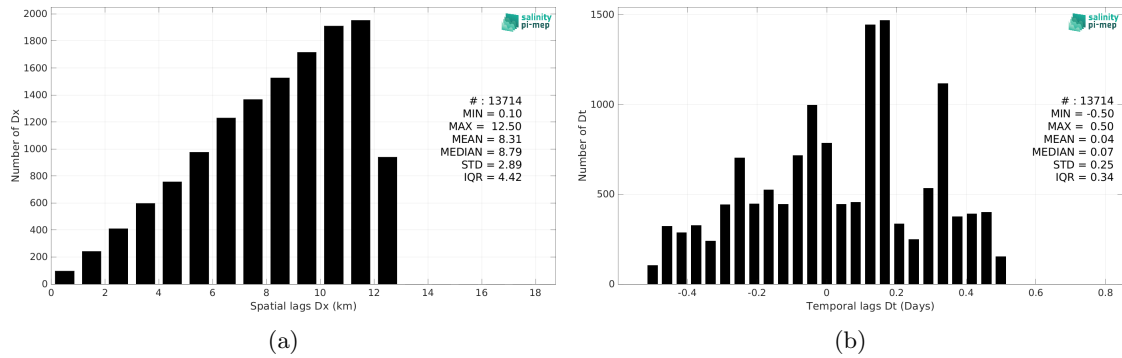 2000
1800
1600
1400
1200
1000
800
600
400
200
0
Number of Dx
0 2 4 6 8 10 12 14 16 18
Spatial lags Dx (km)
salinity
pi-mep
# : 13714
MIN = 0.10
MAX = 12.50
MEAN = 8.31
MEDIAN = 8.79
STD = 2.89
IQR = 4.42
(a)
1500
1000
500
0
Number of Dt
-0.4 -0.2 0 0.2 0.4 0.6 0.8
Temporal lags Dt (Days)
salinity
pi-mep
# : 13714
MIN = -0.50
MAX = 0.50
MEAN = 0.04
MEDIAN = 0.07
STD = 0.25
IQR = 0.34
(b)